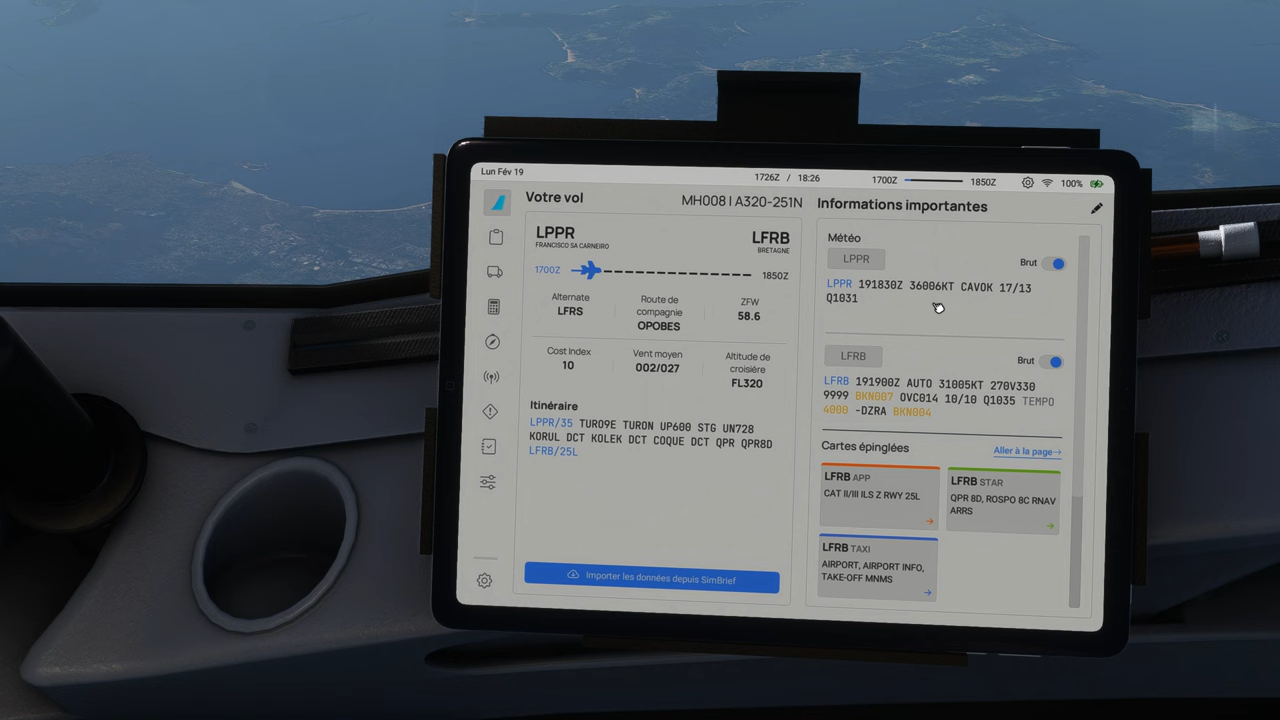 Lun Fév 19
1726Z / 18:26
1700Z 1850Z
100%
Votre vol
MH008 | A320-251N
LPPR
FRANCISCO SA CARNEIRO
LFRB
BRETAGNE
1700Z
1850Z
Alternate
LFRS
Route de
compagnie
OPOBES
ZFW
58.6
Cost Index
10
Vent moyen
002/027
Altitude de
croisière
FL320
Itinéraire
LPPR/35 TURO9E TURON UP600 STG UN728
KORUL DCT KOLEK DCT COQUE DCT QPR QPR8D
LFRB/25L
Importer les données depuis SimBrief
Informations importantes
Météo
LPPR
Brut
LPPR 191830Z 36006KT CAVOK 17/13
Q1031
LFRB
Brut
LFRB 191900Z AUTO 31005KT 270V330
9999 BKN007 OVC014 10/10 Q1035 TEMPO
4000 -DZRA BKN004
Cartes épinglées
Aller à la page→
LFRB APP
CAT II/III ILS Z RWY 25L
→
LFRB STAR
QPR 8D, ROSPO 8C RNAV
ARRS
→
LFRB TAXI
AIRPORT, AIRPORT INFO,
TAKE-OFF MNMS
→